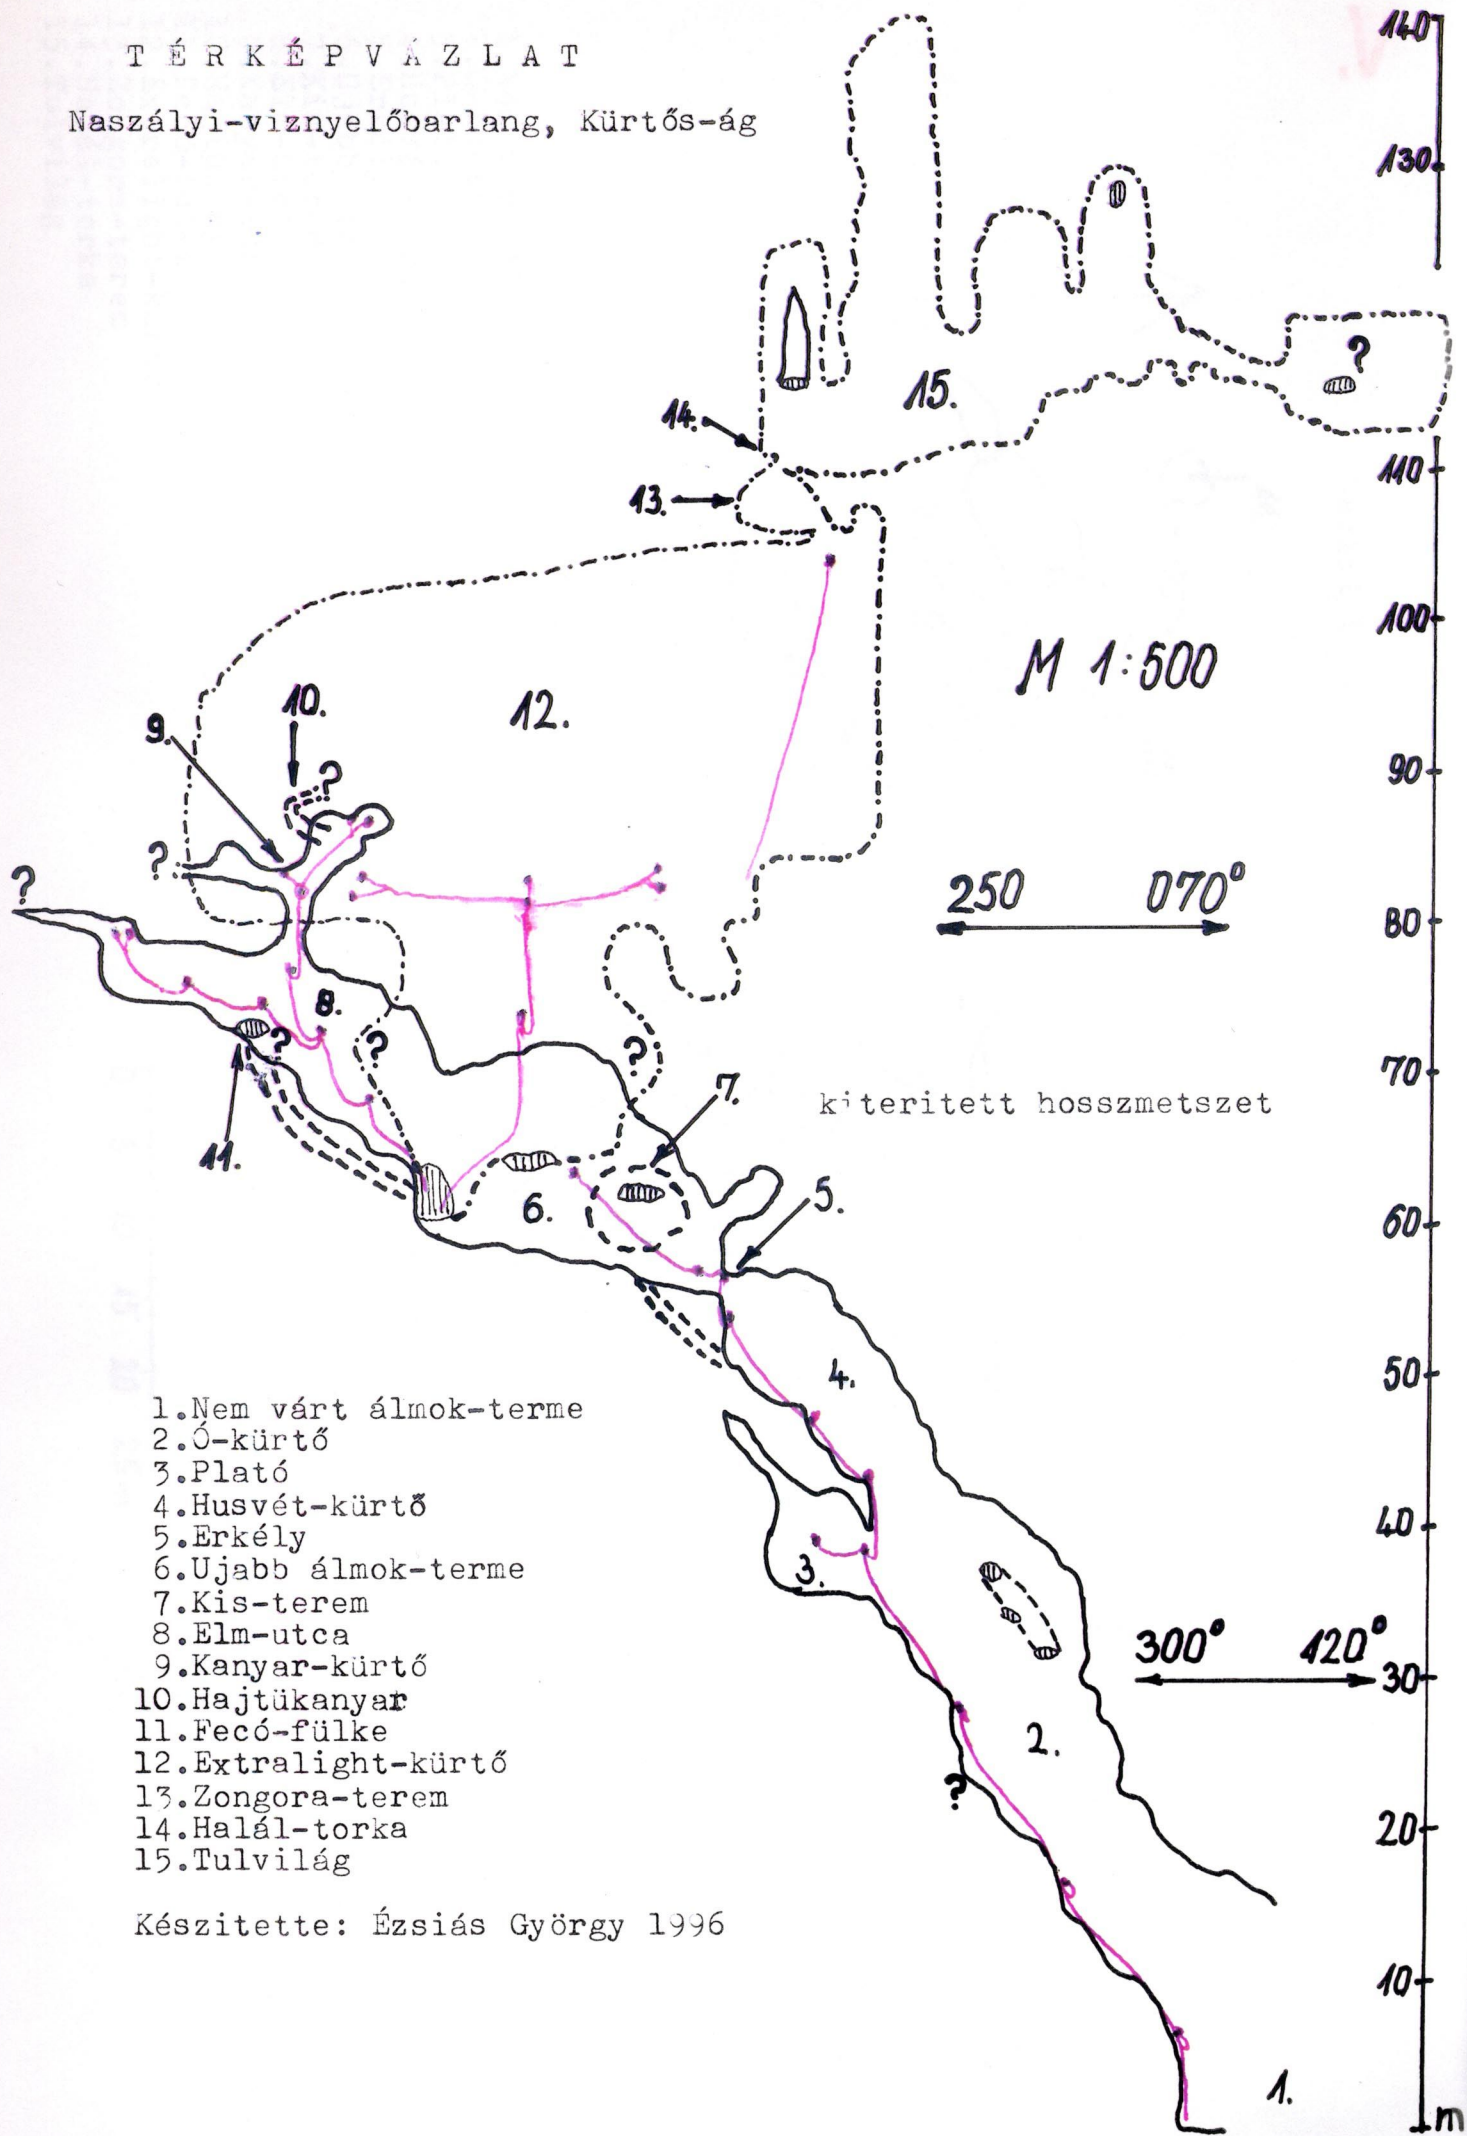 TÉRKÉPVÁZLAT
Naszályi-viznyelőbarlang, Kürtős-ág
140
130
?
15.
14.
110
13.
100
M 1:500
10.
12.
9.
90
?
?
?
250 070°
80
8.
?
?
?
70
7.
kiteritett hosszmetszet
11.
6.
5.
60
4.
50
1.Nem várt álmok-terme
2.Ó-kürtő
3.Plató
4.Husvét-kürtő
5.Erkély
6.Ujabb álmok-terme
7.Kis-terem
8.Elm-utca
9.Kanyar-kürtő
10.Hajtükanyar
11.Fecó-fülke
12.Extralight-kürtő
13.Zongora-terem
14.Halál-torka
15.Tulvilág
Készitette: Ézsiás György 1996
40
3.
300° 120°
30
2.
?
20
10
1.
m